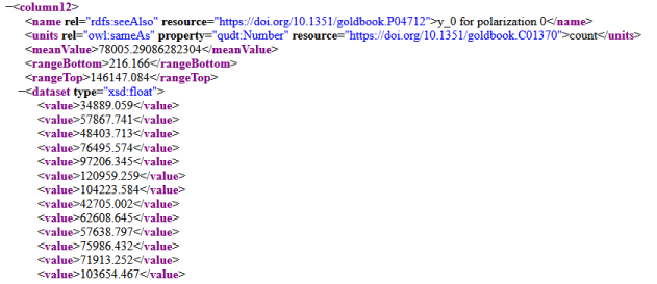 −<column12>
<name rel="rdfs:seeAlso" resource="https://doi.org/10.1351/goldbook.P04712">y_0 for polarization 0</name>
<units rel="owl:sameAs" property="qudt:Number" resource="https://doi.org/10.1351/goldbook.C01370">count</units>
<meanValue>78005.29086282304</meanValue>
<rangeBottom>216.166</rangeBottom>
<rangeTop>146147.084</rangeTop>
−<dataset type="xsd:float">
<value>34889.059</value>
<value>57867.741</value>
<value>48403.713</value>
<value>76495.574</value>
<value>97206.345</value>
<value>120959.259</value>
<value>104223.584</value>
<value>42705.002</value>
<value>62608.645</value>
<value>57638.797</value>
<value>75986.432</value>
<value>71913.252</value>
<value>103654.467</value>